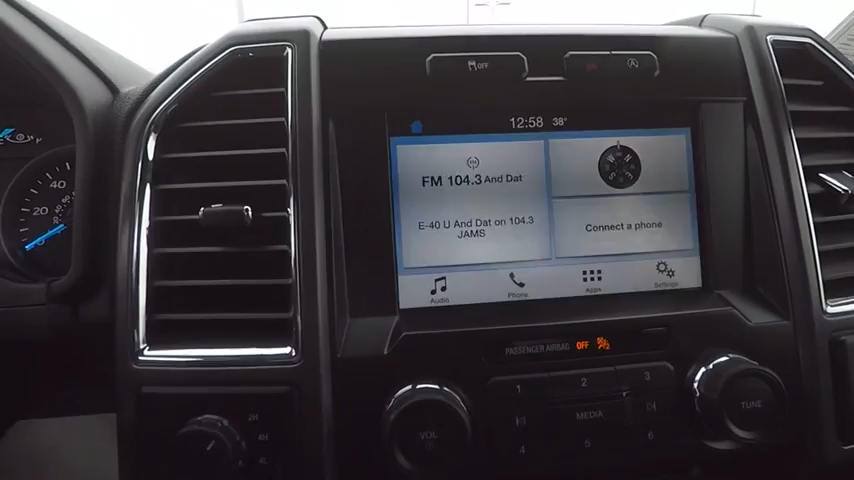 OFF
12:58 38°
FM 104.3 And Dat
E-40 U And Dat on 104.3
JAMS
N
E
S
W
Connect a phone
Audio
Phone
Apps
Settings
40
20
PASSENGER AIRBAG OFF
1 2 3
MEDIA
4 5 6
VOL
TUNE
2H
4H
4L